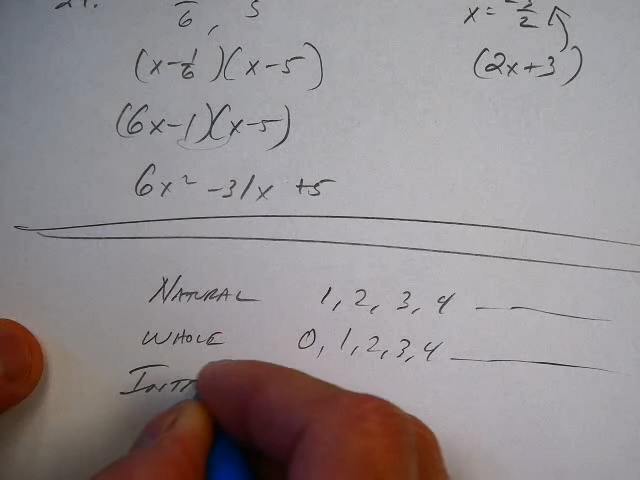 6 , 5
x = -3/2
(x - 1/6)(x - 5)
(2x + 3)
(6x - 1)(x - 5)
6x² - 31x + 5
NATURAL 1, 2, 3, 4
WHOLE 0, 1, 2, 3, 4